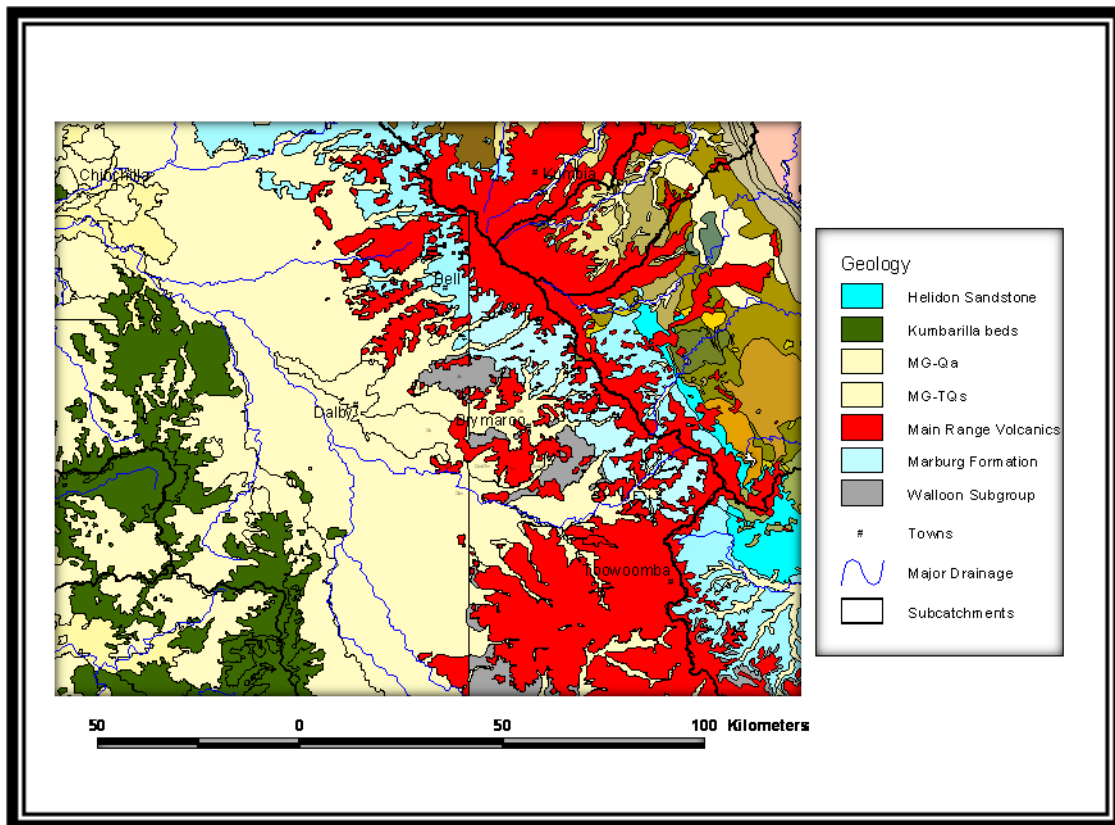 Chinchilla
# Kumbia
Bell
Dalby
Brymaroo
Toowoomba
Geology
Helidon Sandstone
Kumbarilla beds
MG-Qa
MG-TQs
Main Range Volcanics
Marburg Formation
Walloon Subgroup
# Towns
Major Drainage
Subcatchments
50 0 50 100 Kilometers